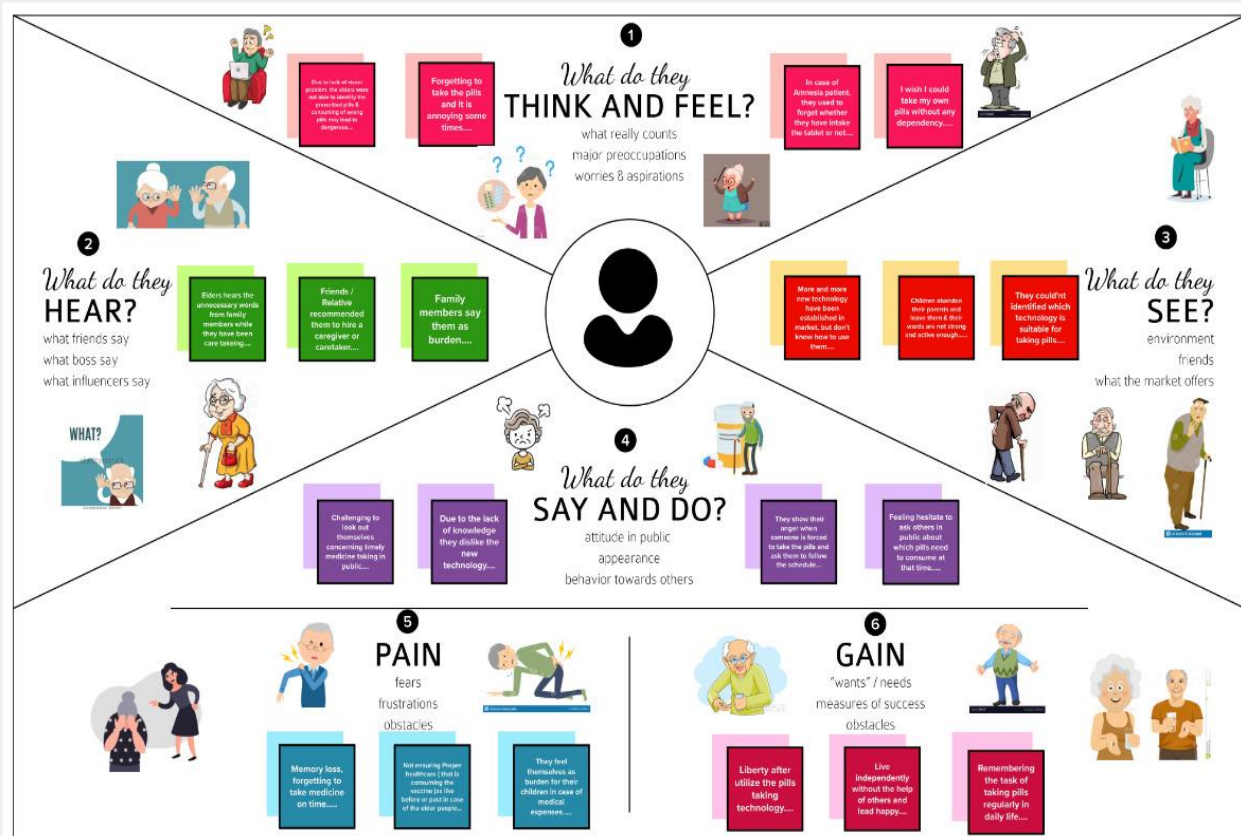 1
What do they
THINK AND FEEL?
what really counts
major preoccupations
worries & aspirations
Due to lack of vision
problem, the elders were
not able to identify the
prescribed pills &
consuming of wrong
pills may lead to
dangerous...
Forgetting to
take the pills
and it is
annoying some
times....
In case of
Amnesia patient,
they used to
forget whether
they have intake
the tablet or not....
I wish I could
take my own
pills without any
dependency.....
2
What do they
HEAR?
what friends say
what boss say
what influencers say
Elders hears the
unnecessary words
from family
members while
they have been
care takeing....
Friends /
Relative
recommended
them to hire a
caregiver or
caretaker....
Family
members say
them as
burden....
WHAT?
3
What do they
SEE?
environment
friends
what the market offers
More and more
new technology
have been
established in
market, but don't
know how to use
them....
Children abanden
their parents and
leave them & their
words are not strong
and active enough.....
They could'nt
identified which
technology is
suitable for
taking pills....
4
What do they
SAY AND DO?
attitude in public
appearance
behavior towards others
Challenging to
look out
themselves
concerning timely
medicine taking in
public....
Due to the lack
of knowledge
they dislike the
new
technology....
They show their
anger when
someone is forced
to take the pills and
ask them to follow
the schedule...
Feeling hesitate to
ask others in
public about
which pills need
to consume at
that time.....
5
PAIN
fears
frustrations
obstacles
Memory loss,
forgetting to
take medicine
on time.....
Not ensuring Proper
healthcare ( that is
consuming the
vaccine jss like
before or past in case
of the elder people...
They feel
themselves as
burden for their
children in case of
medical
expenses....
6
GAIN
"wants" / needs
measures of success
obstacles
Liberty after
utilize the pills
taking
technology....
Live
independently
without the help
of others and
lead happy....
Remembering
the task of
taking pills
regularly in
daily life....